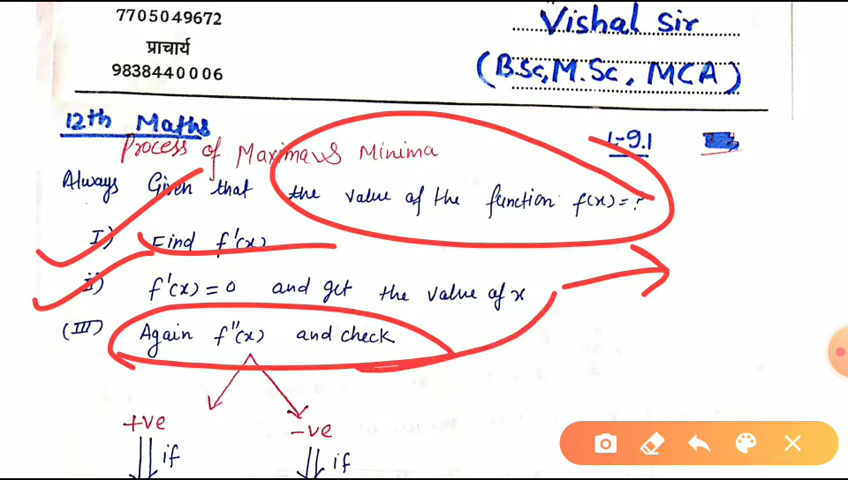 7705049672
प्राचार्य
9838440006
Vishal Sir
(B.Sc, M.Sc, MCA)
12th Maths
L-9.1
Process of Maxima us Minima
Always Given that the value of the function f(x)=?
I) Find f'(x)
ii) f'(x)=0 and get the value of x
(III) Again f''(x) and check
+ve -ve
if if